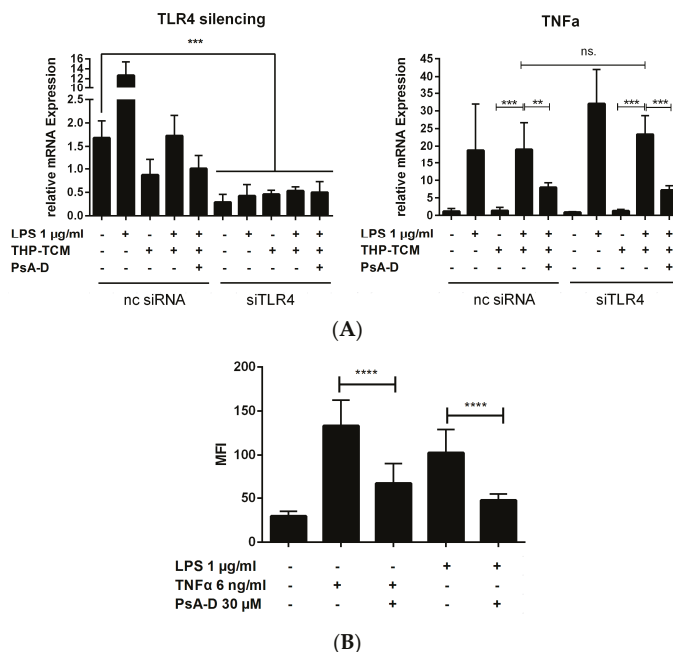 TLR4 silencing
***
relative mRNA Expression
16
14
12
10
2.5
2.0
1.5
1.0
0.5
0.0
LPS 1 µg/ml - + - + + - + - + +
THP-TCM - - + + + - - + + +
PsA-D - - - - + - - - - +
nc siRNA siTLR4
TNFa
ns.
*** ** *** ***
relative mRNA Expression
45
40
35
30
25
20
15
10
5
0
LPS 1 µg/ml - + - + + - + - + +
THP-TCM - - + + + - - + + +
PsA-D - - - - + - - - - +
nc siRNA siTLR4
(A)
**** ****
MFI
200
150
100
50
0
LPS 1 µg/ml - - - + +
TNFα 6 ng/ml - + + - -
PsA-D 30 µM - - + - +
(B)